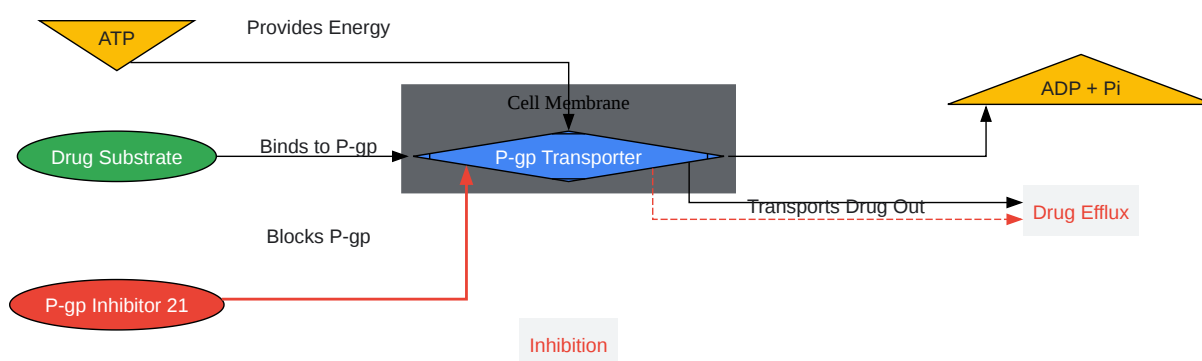 Provides Energy
ATP
ADP + Pi
Cell Membrane
Drug Substrate
Binds to P-gp
P-gp Transporter
Transports Drug Out
Drug Efflux
Blocks P-gp
P-gp Inhibitor 21
Inhibition